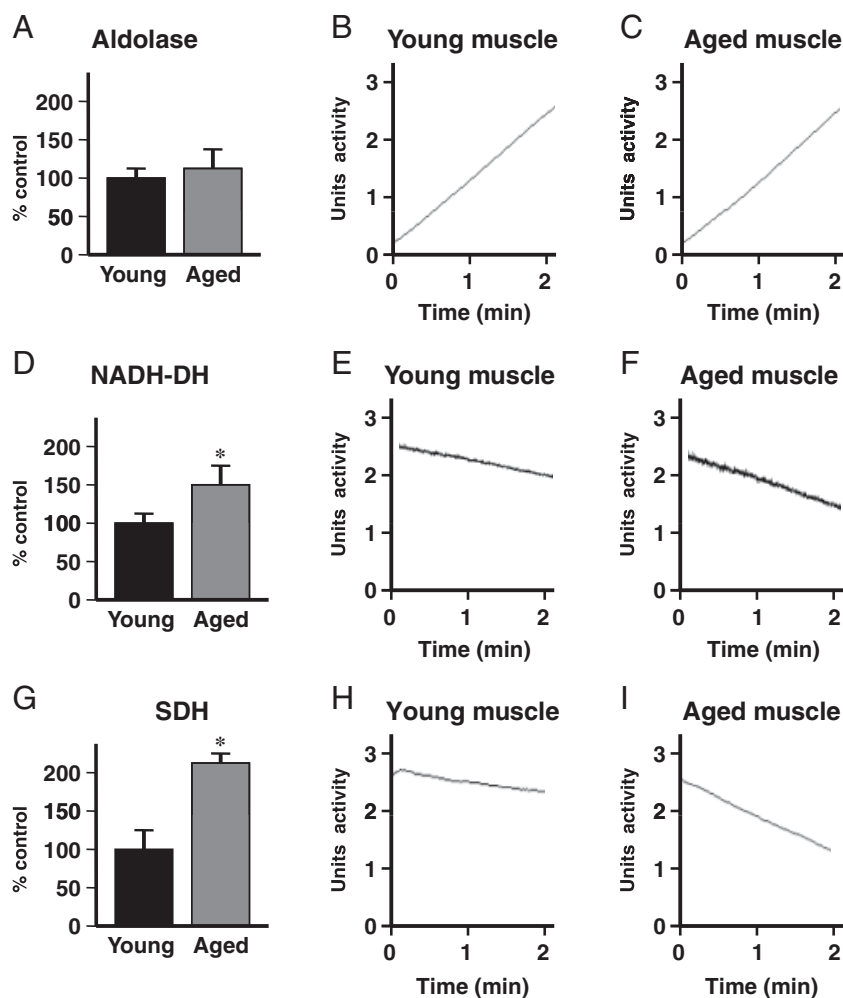 A Aldolase
% control
200
150
100
50
0
Young Aged
B Young muscle
Units activity
3
2
1
0
0 1 2
Time (min)
C Aged muscle
Units activity
3
2
1
0
0 1 2
Time (min)
D NADH-DH
% control
200
150
100
50
0
*
Young Aged
E Young muscle
Units activity
3
2
1
0
0 1 2
Time (min)
F Aged muscle
Units activity
3
2
1
0
0 1 2
Time (min)
G SDH
% control
200
150
100
50
0
*
Young Aged
H Young muscle
Units activity
3
2
1
0
0 1 2
Time (min)
I Aged muscle
Units activity
3
2
1
0
0 1 2
Time (min)